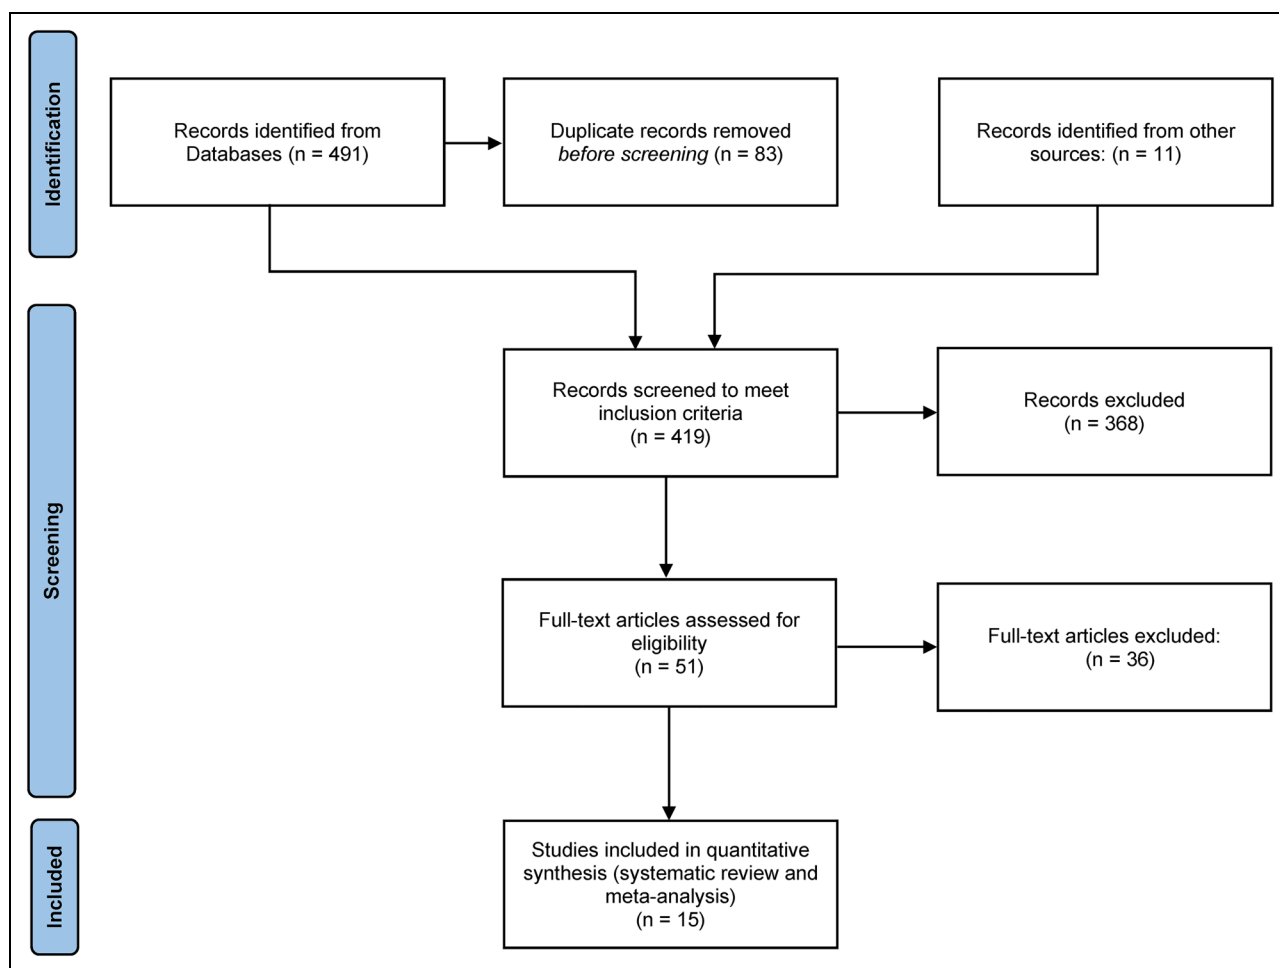 Identification
Records identified from
Databases (n = 491)
Duplicate records removed
before screening (n = 83)
Records identified from other
sources: (n = 11)
Screening
Records screened to meet
inclusion criteria
(n = 419)
Records excluded
(n = 368)
Full-text articles assessed for
eligibility
(n = 51)
Full-text articles excluded:
(n = 36)
Included
Studies included in quantitative
synthesis (systematic review and
meta-analysis)
(n = 15)